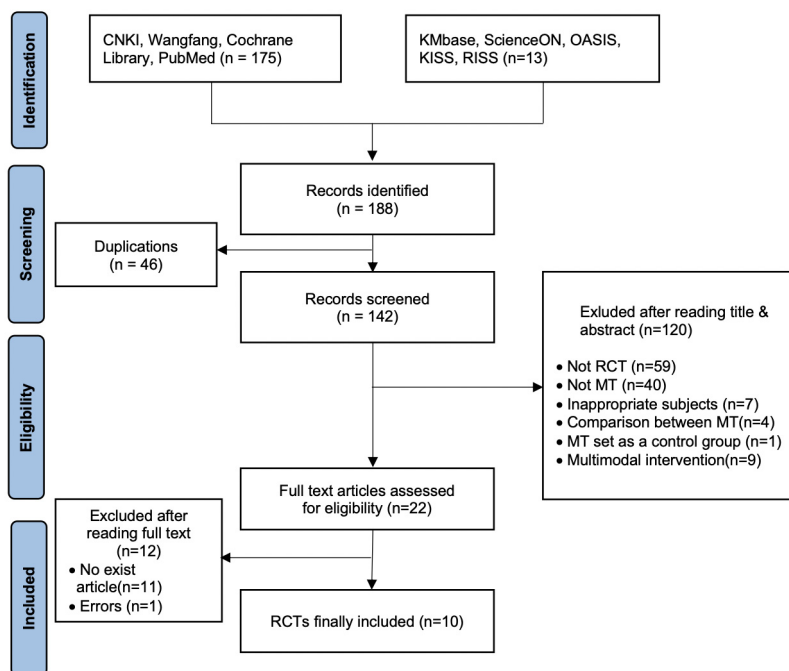 Identification
CNKI, Wangfang, Cochrane
Library, PubMed (n = 175)
KMbase, ScienceON, OASIS,
KISS, RISS (n=13)
Screening
Records identified
(n = 188)
Duplications
(n = 46)
Records screened
(n = 142)
Exluded after reading title &
abstract (n=120)
• Not RCT (n=59)
• Not MT (n=40)
• Inappropriate subjects (n=7)
• Comparison between MT(n=4)
• MT set as a control group (n=1)
• Multimodal intervention(n=9)
Eligibility
Full text articles assessed
for eligibility (n=22)
Excluded after
reading full text
(n=12)
• No exist
article(n=11)
• Errors (n=1)
Included
RCTs finally included (n=10)